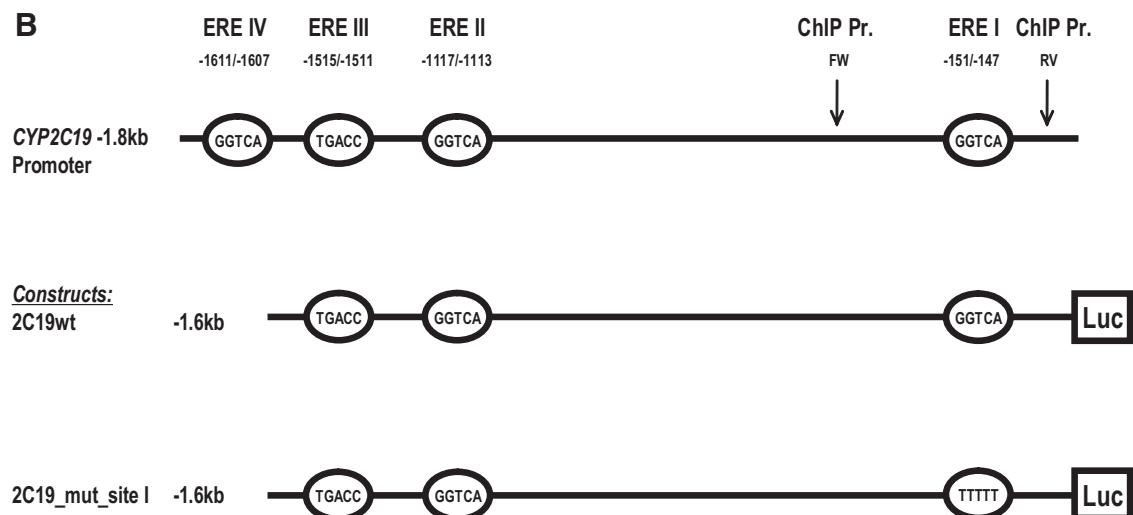 B
ERE IV ERE III ERE II ChIP Pr. ERE I ChIP Pr.
-1611/-1607 -1515/-1511 -1117/-1113 FW -151/-147 RV
CYP2C19 -1.8kb GGTCA TGACC GGTCA GGTCA
Promoter
Constructs:
2C19wt -1.6kb TGACC GGTCA GGTCA Luc
2C19_mut_site I -1.6kb TGACC GGTCA TTTTT Luc